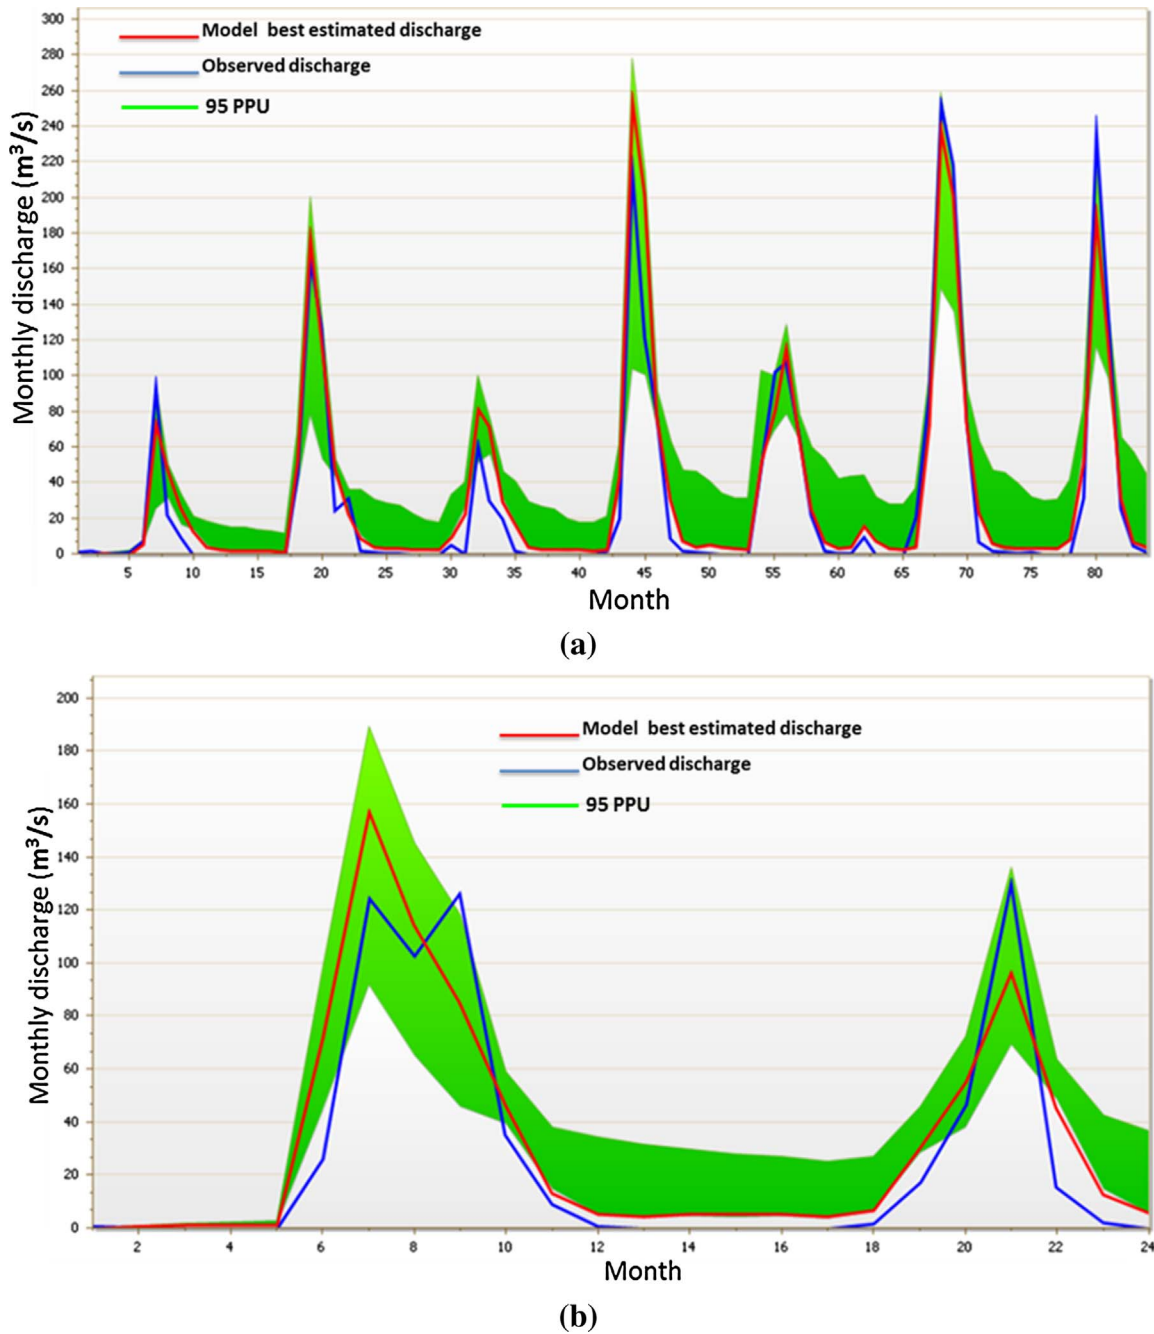 Model best estimated discharge
Observed discharge
95 PPU
Monthly discharge (m³/s)
300
280
260
240
220
200
180
160
140
120
100
80
60
40
20
0
5 10 15 20 25 30 35 40 45 50 55 60 65 70 75 80
Month
(a)
Model best estimated discharge
Observed discharge
95 PPU
Monthly discharge (m³/s)
200
180
160
140
120
100
80
60
40
20
0
2 4 6 8 10 12 14 16 18 20 22 24
Month
(b)